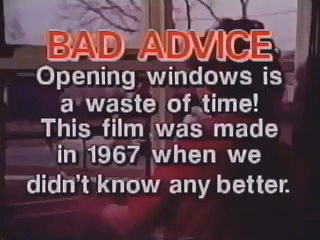 BAD ADVICE
Opening windows is
a waste of time!
This film was made
in 1967 when we
didn't know any better.